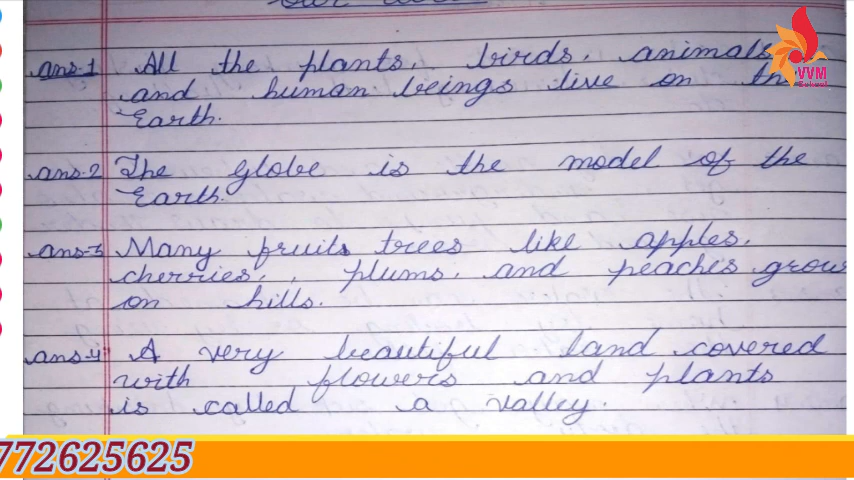 ans-1 All the plants, birds, animals
and human beings live on the
Earth.
ans-2 The globe is the model of the
Earth.
ans-3 Many fruits trees like apples,
cherries, , plums, and peaches grow
on hills.
ans-4 A very beautiful land covered
with flowers and plants
is called a valley.
VVM
School
772625625